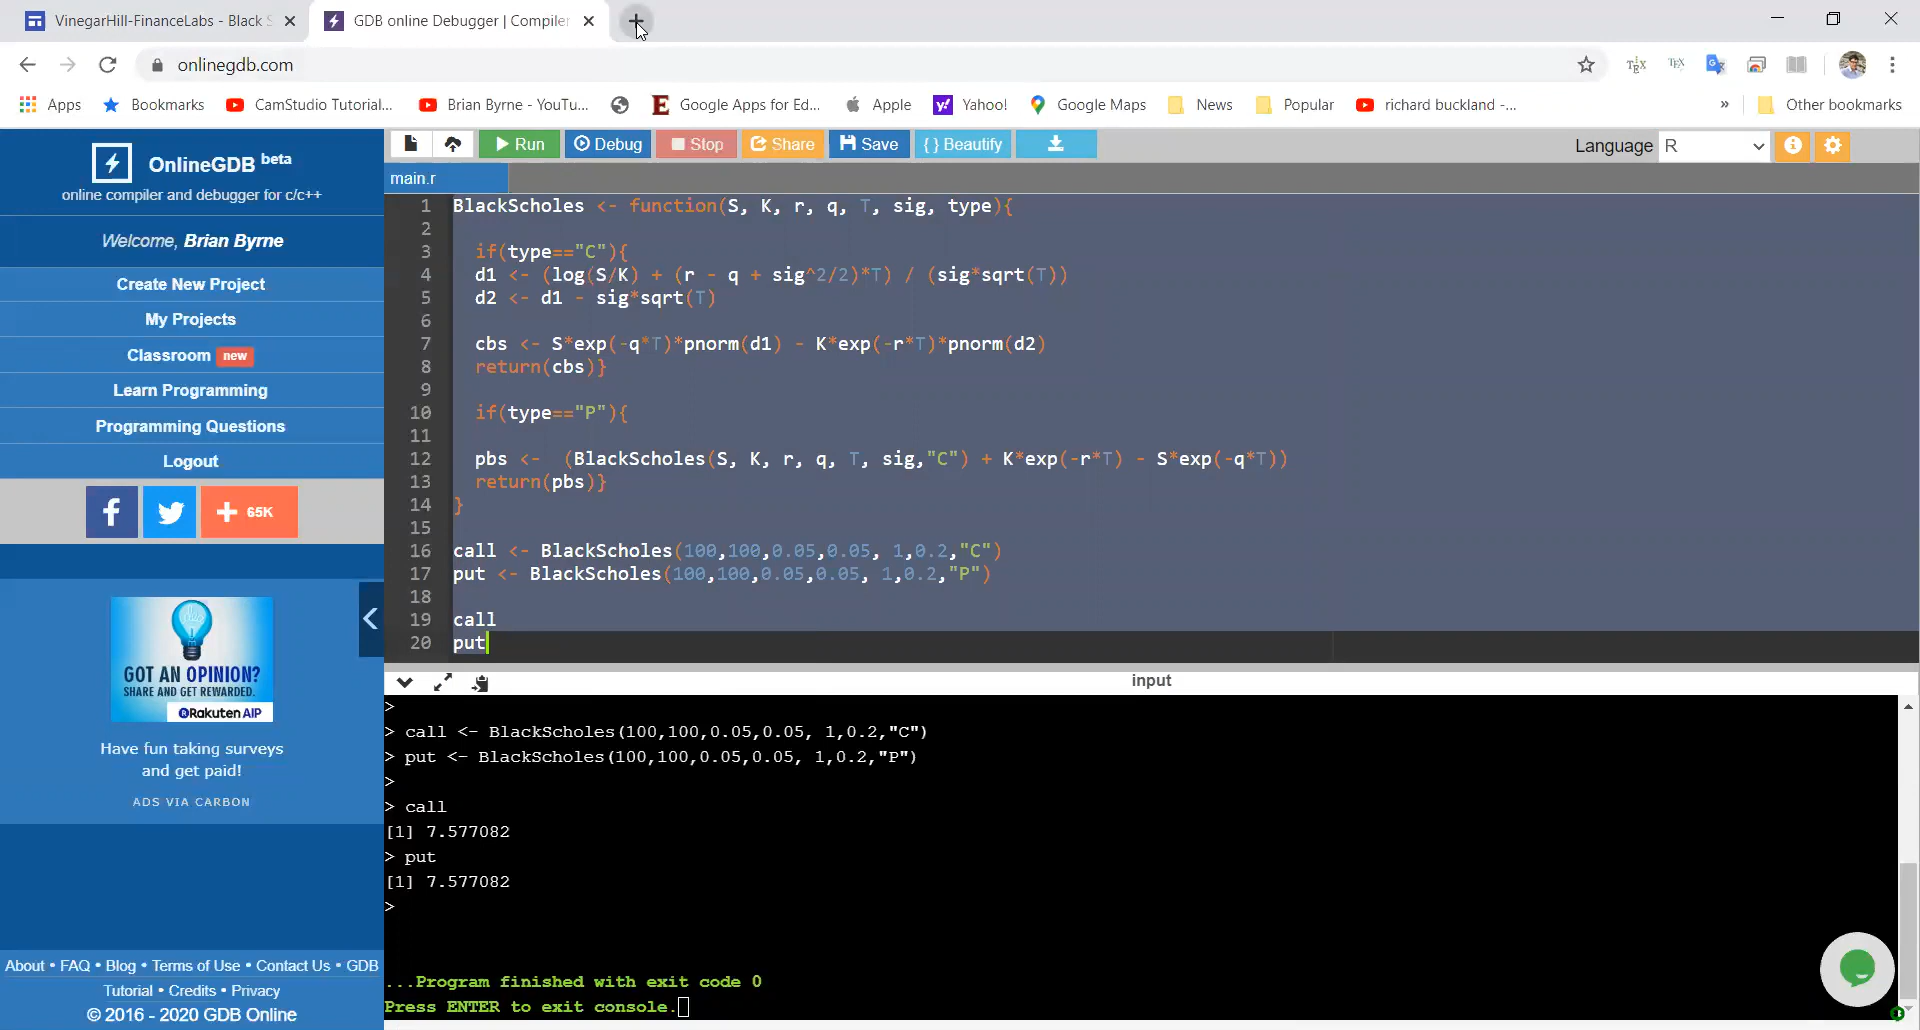 VinegarHill-FinanceLabs - Black S
GDB online Debugger | Compiler
onlinegdb.com
Apps Bookmarks CamStudio Tutorial... Brian Byrne - YouTu... Google Apps for Ed... Apple Yahoo! Google Maps News Popular richard buckland -... » Other bookmarks
OnlineGDB beta
online compiler and debugger for c/c++
Welcome, Brian Byrne
Create New Project
My Projects
Classroom new
Learn Programming
Programming Questions
Logout
f + 65K
GOT AN OPINION?
SHARE AND GET REWARDED.
Rakuten AIP
Have fun taking surveys
and get paid!
ADS VIA CARBON
About • FAQ • Blog • Terms of Use • Contact Us • GDB
Tutorial • Credits • Privacy
© 2016 - 2020 GDB Online
Run Debug Stop Share Save { } Beautify
Language R
main.r
1 BlackScholes <- function(S, K, r, q, T, sig, type){
2
3 if(type=="C"){
4 d1 <- (log(S/K) + (r - q + sig^2/2)*T) / (sig*sqrt(T))
5 d2 <- d1 - sig*sqrt(T)
6
7 cbs <- S*exp(-q*T)*pnorm(d1) - K*exp(-r*T)*pnorm(d2)
8 return(cbs)}
9
10 if(type=="P"){
11
12 pbs <- (BlackScholes(S, K, r, q, T, sig,"C") + K*exp(-r*T) - S*exp(-q*T))
13 return(pbs)}
14 }
15
16 call <- BlackScholes(100,100,0.05,0.05, 1,0.2,"C")
17 put <- BlackScholes(100,100,0.05,0.05, 1,0.2,"P")
18
19 call
20 put
input
>
> call <- BlackScholes(100,100,0.05,0.05, 1,0.2,"C")
> put <- BlackScholes(100,100,0.05,0.05, 1,0.2,"P")
>
> call
[1] 7.577082
> put
[1] 7.577082
>
...Program finished with exit code 0
Press ENTER to exit console.